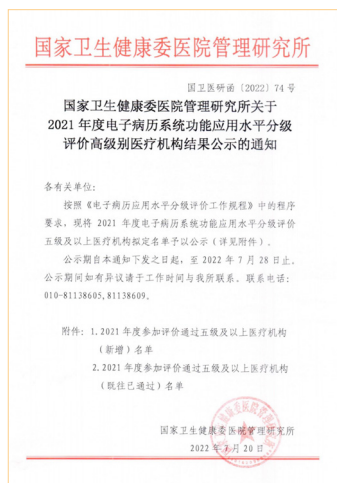 国家卫生健康委医院管理研究所
国卫医研函〔2022〕74号
国家卫生健康委医院管理研究所关于
2021年度电子病历系统功能应用水平分级
评价高级别医疗机构结果公示的通知
各有关单位:
按照《电子病历应用水平分级评价工作规程》中的程序
要求，现将2021年度电子病历系统功能应用水平分级评价
五级及以上医疗机构拟定名单予以公示（详见附件）。
公示期自本通知下发之日起，至2022年7月28日止。
公示期间如有异议请于工作时间与我所联系。联系电话:
010-81138605,81138609。
附件: 1.2021年度参加评价通过五级及以上医疗机构
（新增）名单
2.2021年度参加评价通过五级及以上医疗机构
（既往已通过）名单
国家卫生健康委医院管理研究所
2022年7月20日